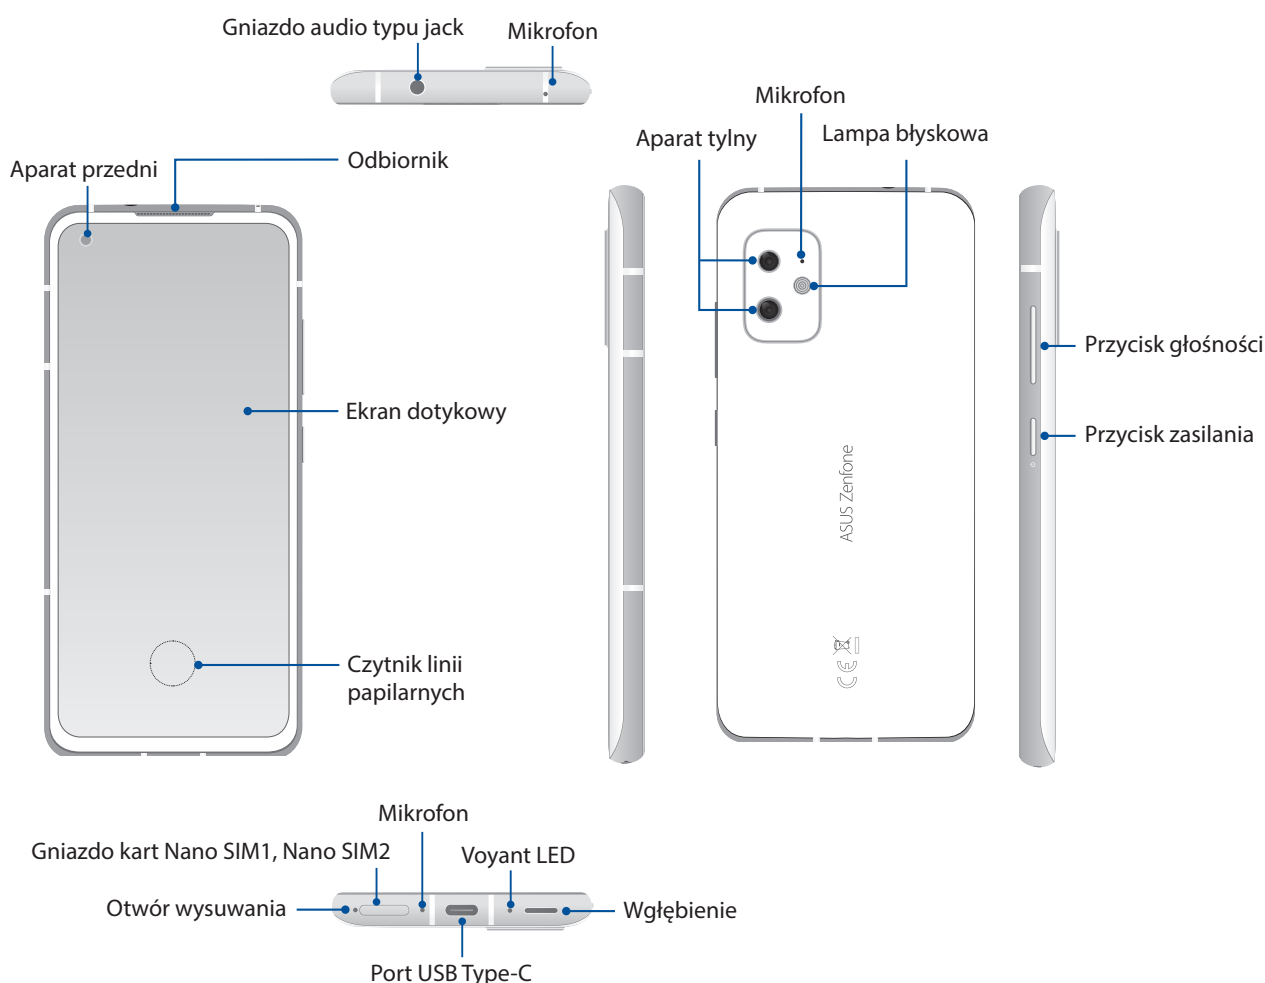 Gniazdo audio typu jack
Mikrofon
Mikrofon
Aparat tylny
Lampa błyskowa
Aparat przedni
Odbiornik
Przycisk głośności
Ekran dotykowy
Przycisk zasilania
ASUS Zenfone
Czytnik linii
papilarnych
CE
Mikrofon
Gniazdo kart Nano SIM1, Nano SIM2
Voyant LED
Otwór wysuwania
Wgłębienie
Port USB Type-C